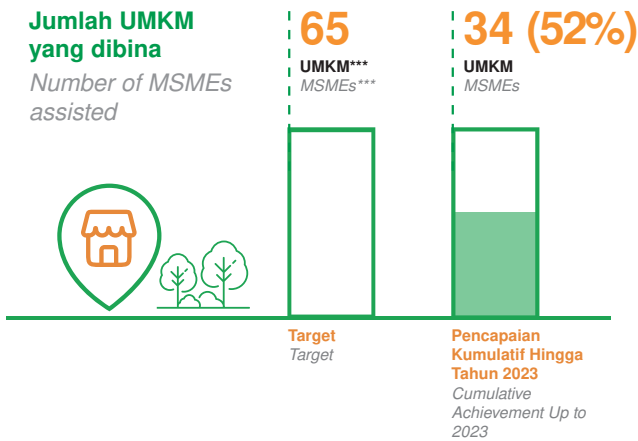 Jumlah UMKM
yang dibina
Number of MSMEs
assisted
65
UMKM***
MSMEs***
34 (52%)
UMKM
MSMEs
Target
Target
Pencapaian
Kumulatif Hingga
Tahun 2023
Cumulative
Achievement Up to
2023